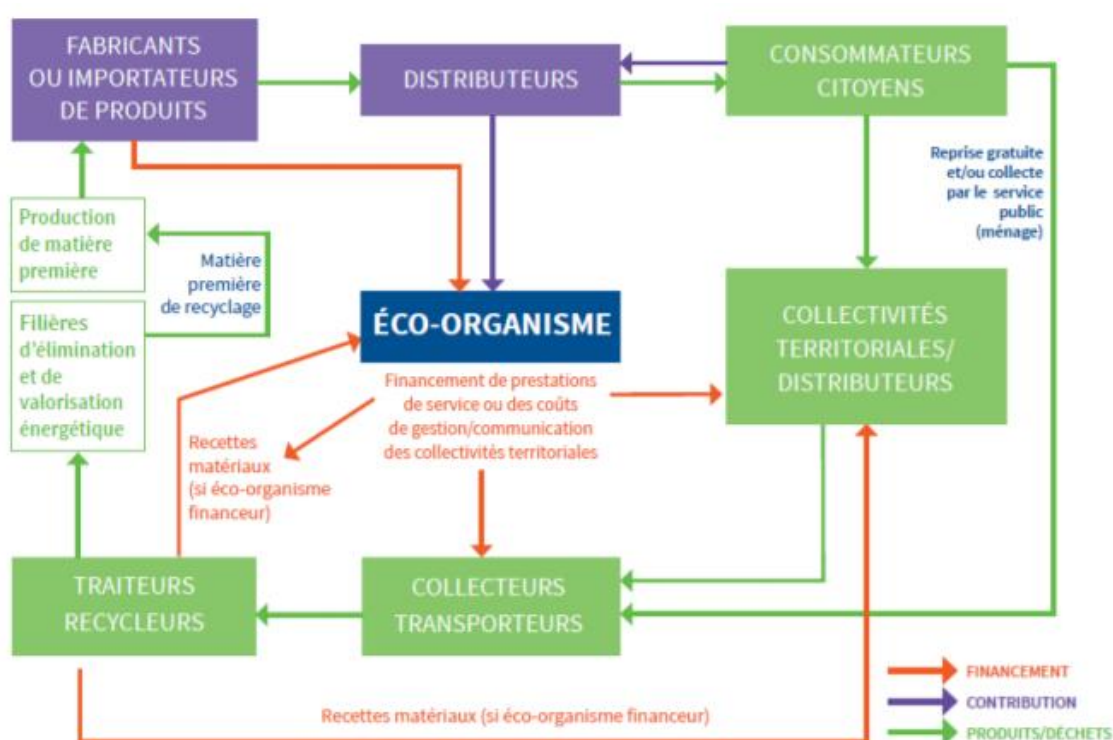 FABRICANTS
OU IMPORTATEURS
DE PRODUITS
DISTRIBUTEURS
CONSOMMATEURS
CITOYENS
Reprise gratuite
et/ou collecte
par le service
public
(ménage)
Production
de matière
première
Matière
première
de recyclage
Filières
d'élimination
et de
valorisation
énergétique
ÉCO-ORGANISME
COLLECTIVITÉS
TERRITORIALES/
DISTRIBUTEURS
Financement de prestations
de service ou des coûts
de gestion/communication
des collectivités territoriales
Recettes
matériaux
(si éco-organisme
financeur)
TRAITEURS
RECYCLEURS
COLLECTEURS
TRANSPORTEURS
Recettes matériaux (si éco-organisme financeur)
FINANCEMENT
CONTRIBUTION
PRODUITS/DÉCHETS